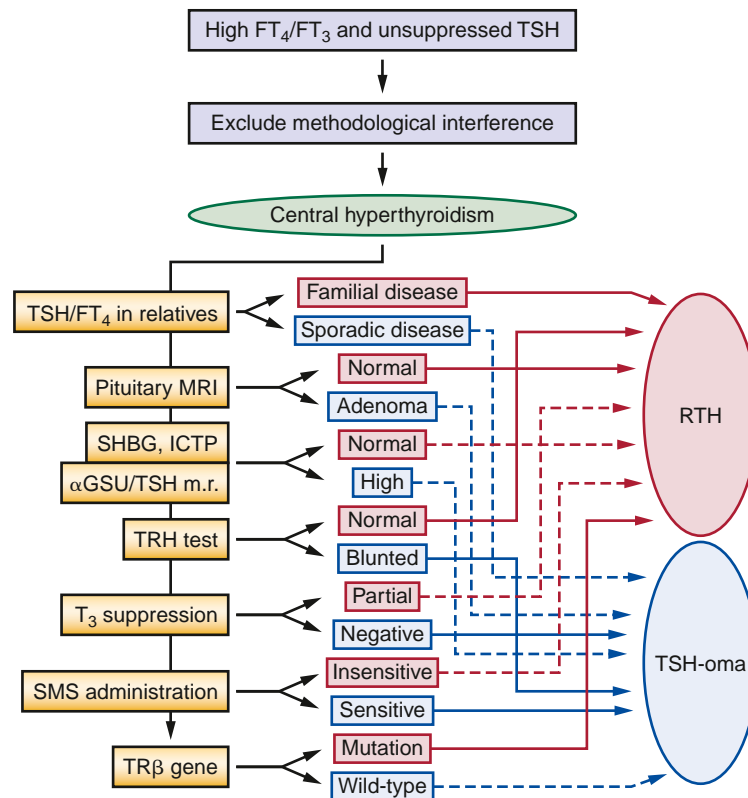 High FT₄/FT₃ and unsuppressed TSH
Exclude methodological interference
Central hyperthyroidism
TSH/FT₄ in relatives
Familial disease
Sporadic disease
Pituitary MRI
Normal
Adenoma
SHBG, ICTP
αGSU/TSH m.r.
Normal
High
TRH test
Normal
Blunted
T₃ suppression
Partial
Negative
SMS administration
Insensitive
Sensitive
TRβ gene
Mutation
Wild-type
RTH
TSH-oma